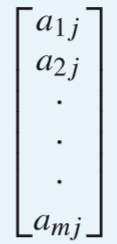 a₁ⱼ
a₂ⱼ
.
.
.
aₘⱼ